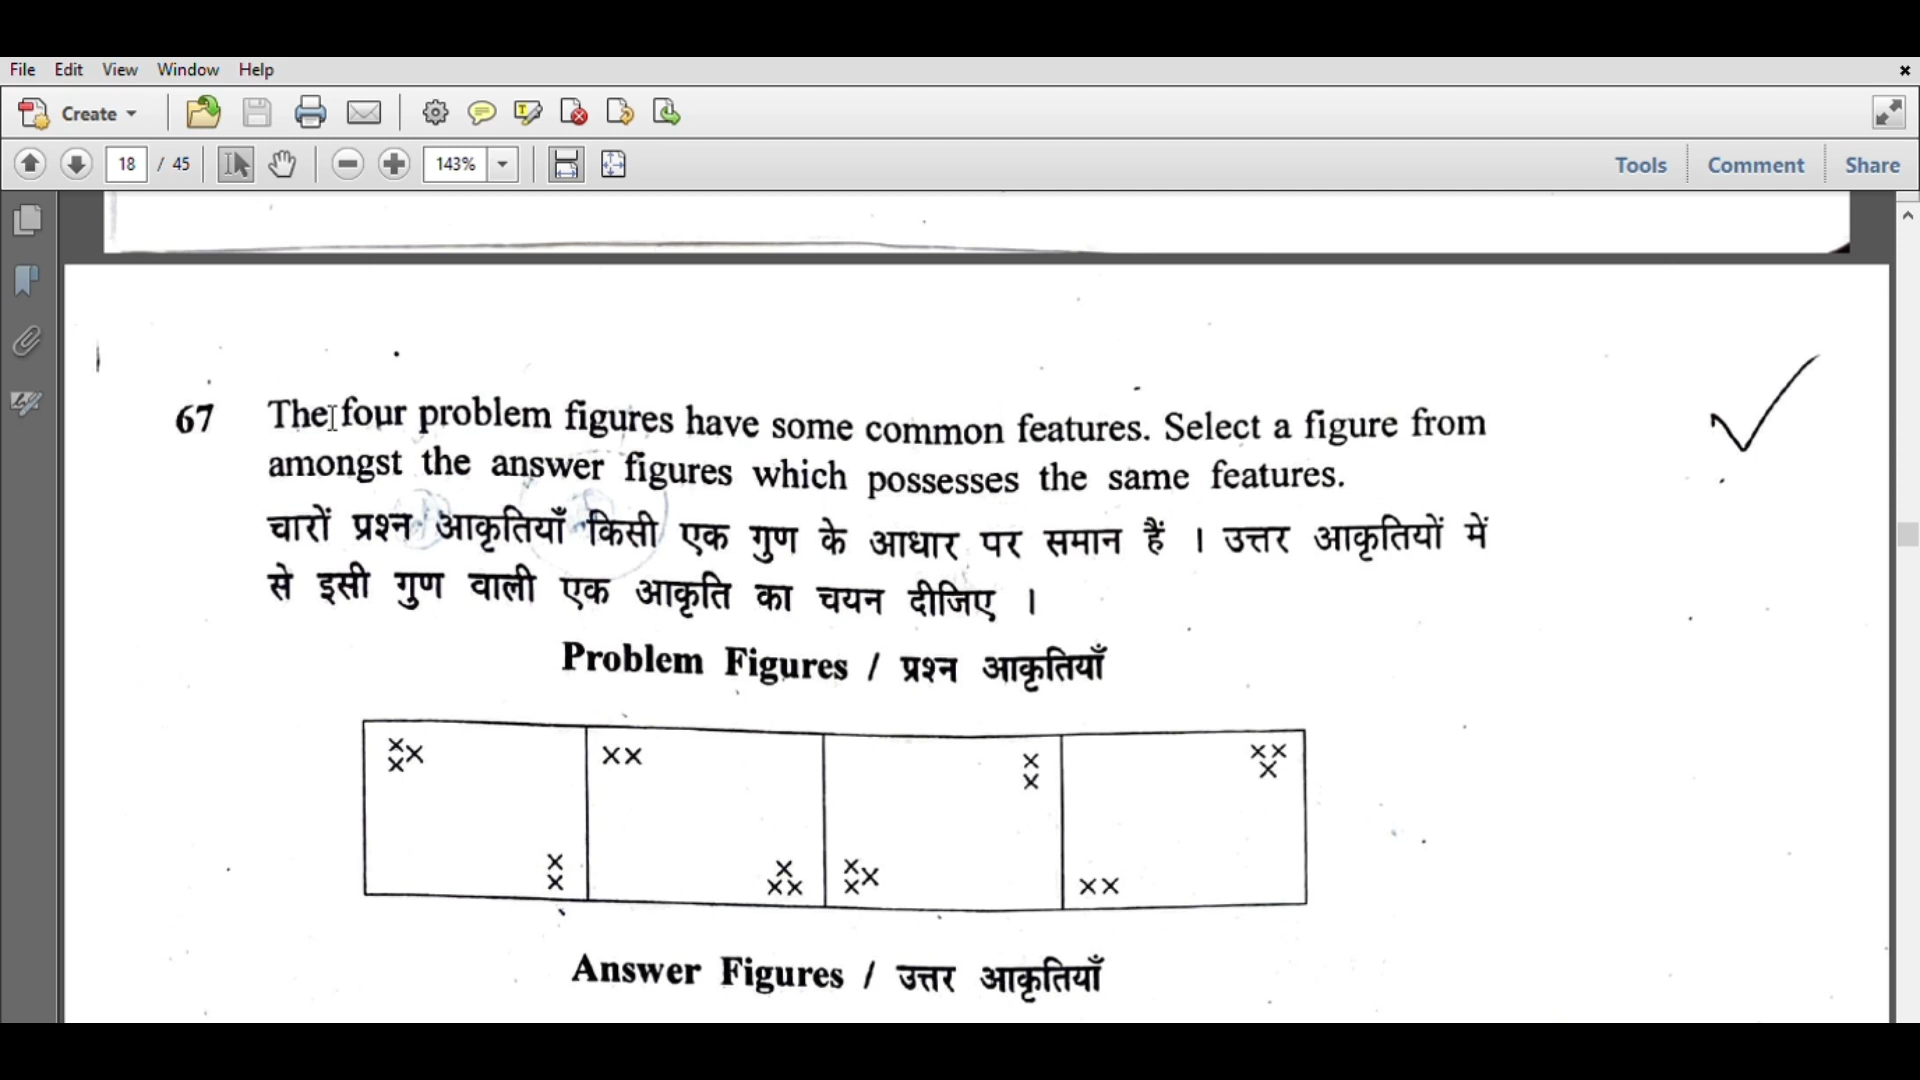 File Edit View Window Help
Create
18 / 45
143%
Tools Comment Share
67 The four problem figures have some common features. Select a figure from
amongst the answer figures which possesses the same features.
चारों प्रश्न आकृतियाँ किसी एक गुण के आधार पर समान हैं । उत्तर आकृतियों में
से इसी गुण वाली एक आकृति का चयन दीजिए ।
Problem Figures / प्रश्न आकृतियाँ
Answer Figures / उत्तर आकृतियाँ